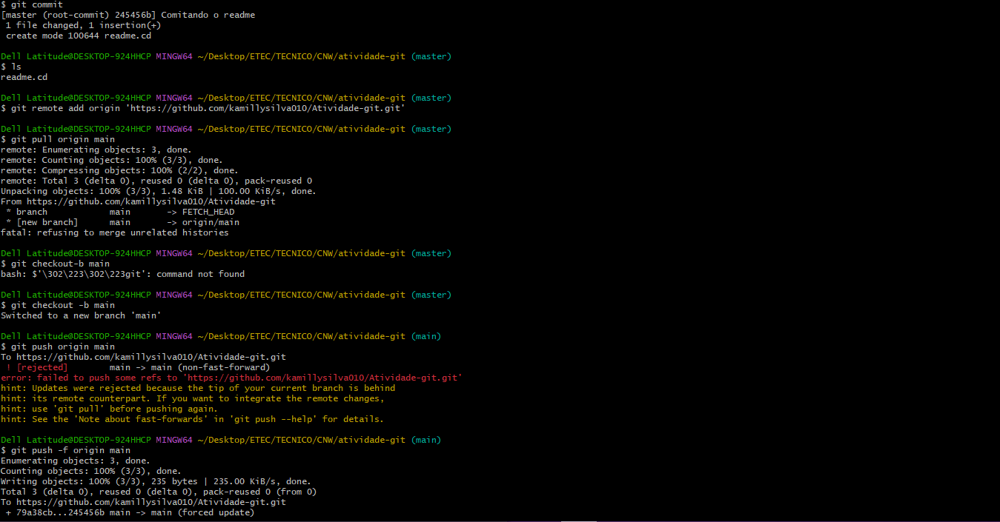 $ git commit
[master (root-commit) 245456b] Comitando o readme
 1 file changed, 1 insertion(+)
 create mode 100644 readme.cd

Dell Latitude@DESKTOP-924HHCP MINGW64 ~/Desktop/ETEC/TECNICO/CNW/atividade-git (master)
$ ls
readme.cd

Dell Latitude@DESKTOP-924HHCP MINGW64 ~/Desktop/ETEC/TECNICO/CNW/atividade-git (master)
$ git remote add origin 'https://github.com/kamillysilva010/Atividade-git.git'

Dell Latitude@DESKTOP-924HHCP MINGW64 ~/Desktop/ETEC/TECNICO/CNW/atividade-git (master)
$ git pull origin main
remote: Enumerating objects: 3, done.
remote: Counting objects: 100% (3/3), done.
remote: Compressing objects: 100% (2/2), done.
remote: Total 3 (delta 0), reused 0 (delta 0), pack-reused 0
Unpacking objects: 100% (3/3), 1.48 KiB | 100.00 KiB/s, done.
From https://github.com/kamillysilva010/Atividade-git
 * branch            main       -> FETCH_HEAD
 * [new branch]      main       -> origin/main
fatal: refusing to merge unrelated histories

Dell Latitude@DESKTOP-924HHCP MINGW64 ~/Desktop/ETEC/TECNICO/CNW/atividade-git (master)
$ git checkout-b main
bash: $'\302\223\302\223git': command not found

Dell Latitude@DESKTOP-924HHCP MINGW64 ~/Desktop/ETEC/TECNICO/CNW/atividade-git (master)
$ git checkout -b main
Switched to a new branch 'main'

Dell Latitude@DESKTOP-924HHCP MINGW64 ~/Desktop/ETEC/TECNICO/CNW/atividade-git (main)
$ git push origin main
To https://github.com/kamillysilva010/Atividade-git.git
 ! [rejected]        main -> main (non-fast-forward)
error: failed to push some refs to 'https://github.com/kamillysilva010/Atividade-git.git'
hint: Updates were rejected because the tip of your current branch is behind
hint: its remote counterpart. If you want to integrate the remote changes,
hint: use 'git pull' before pushing again.
hint: See the 'Note about fast-forwards' in 'git push --help' for details.

Dell Latitude@DESKTOP-924HHCP MINGW64 ~/Desktop/ETEC/TECNICO/CNW/atividade-git (main)
$ git push -f origin main
Enumerating objects: 3, done.
Counting objects: 100% (3/3), done.
Writing objects: 100% (3/3), 235 bytes | 235.00 KiB/s, done.
Total 3 (delta 0), reused 0 (delta 0), pack-reused 0 (from 0)
To https://github.com/kamillysilva010/Atividade-git.git
 + 79a38cb...245456b main -> main (forced update)